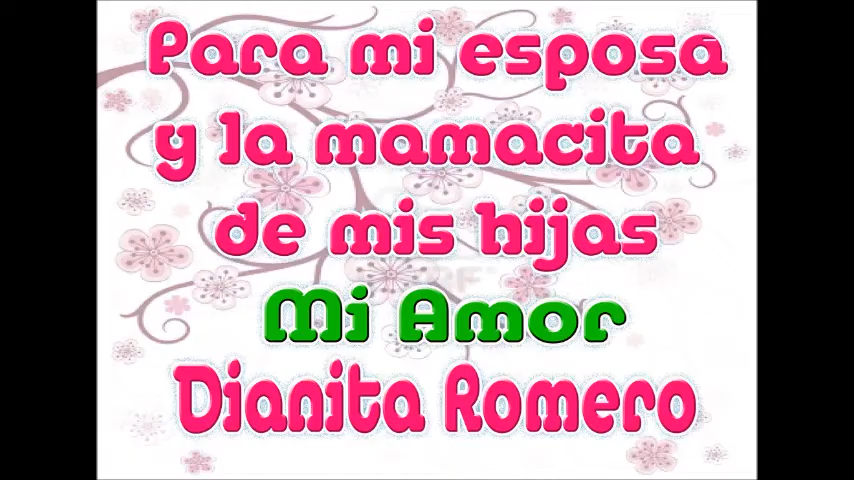 Para mi esposa
y la mamacita
de mis hijas
Mi Amor
Dianita Romero